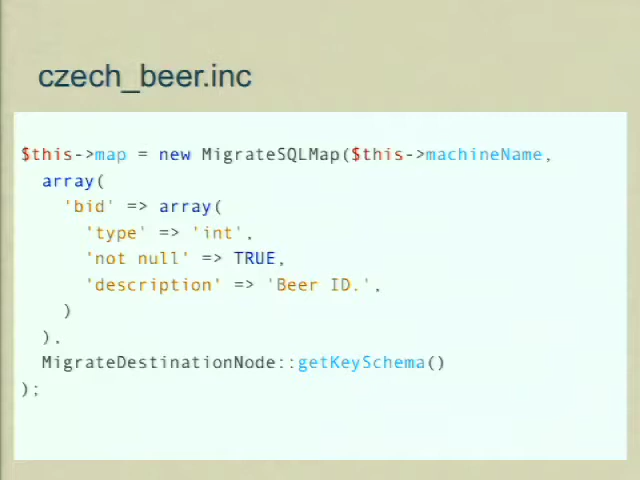 czech_beer.inc
$this->map = new MigrateSQLMap($this->machineName,
array(
'bid' => array(
'type' => 'int',
'not null' => TRUE,
'description' => 'Beer ID.',
)
),
MigrateDestinationNode::getKeySchema()
);